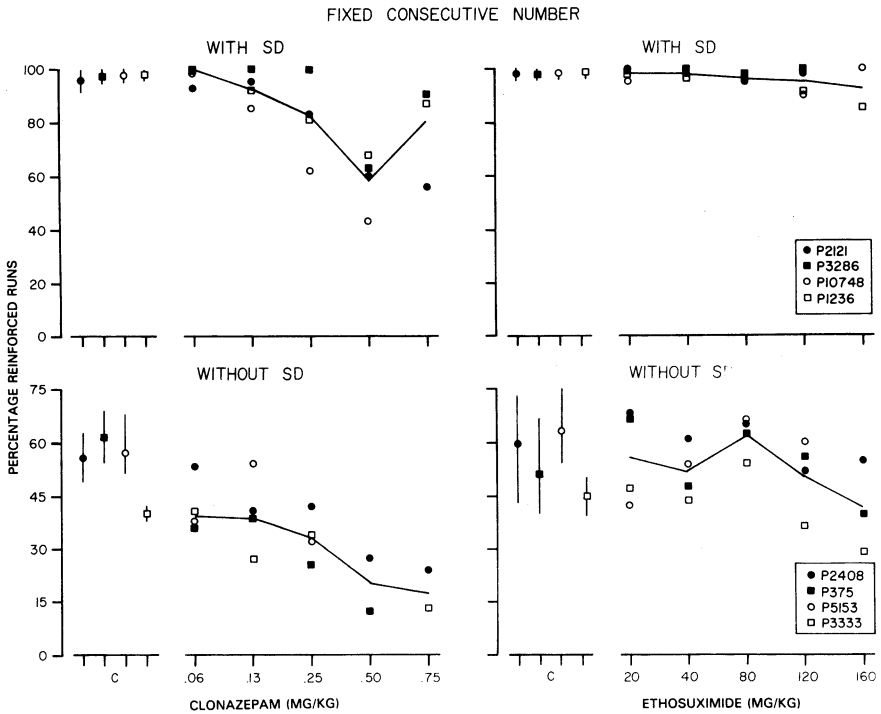 FIXED CONSECUTIVE NUMBER
WITH SD
WITH SD
100
80
60
40
20
0
P2121
P3286
P10748
P1236
PERCENTAGE REINFORCED RUNS
WITHOUT SD
WITHOUT S
75
60
45
30
15
0
P2408
P375
P5153
P3333
C .06 .13 .25 .50 .75
C 20 40 80 120 160
CLONAZEPAM (MG/KG)
ETHOSUXIMIDE (MG/KG)